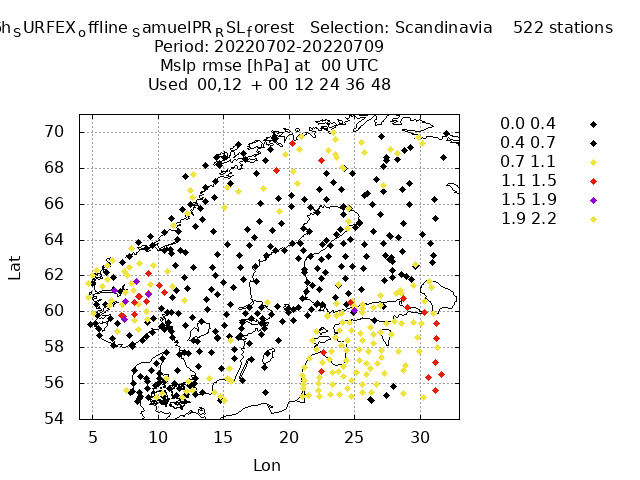 SURFEXoffline SamuelPRRSLforest Selection: Scandinavia 522 stations
Period: 20220702-20220709
Mslp rmse [hPa] at 00 UTC
Used 00,12 + 00 12 24 36 48
0.0 0.4
0.4 0.7
0.7 1.1
1.1 1.5
1.5 1.9
1.9 2.2
70
68
66
64
62
60
58
56
54
Lat
5 10 15 20 25 30
Lon